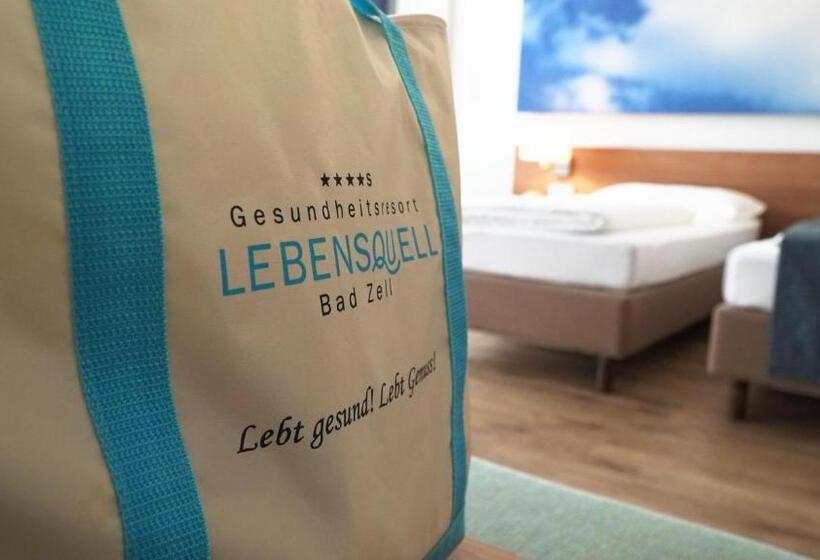 ★★★★S
Gesundheitsresort
LEBENSQUELL
Bad Zell
Lebt gesund! Lebt Genuss!